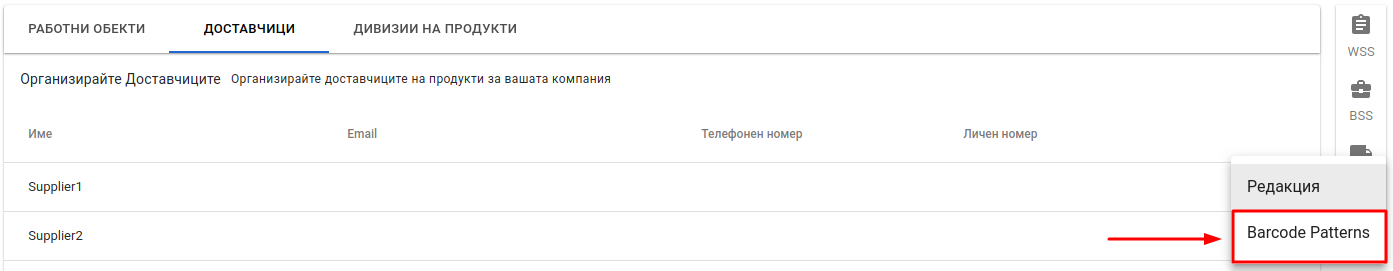 РАБОТНИ ОБЕКТИ ДОСТАВЧИЦИ ДИВИЗИИ НА ПРОДУКТИ
WSS
Организирайте Доставчиците Организирайте доставчиците на продукти за вашата компания
BSS
Име Email Телефонен номер Личен номер
Supplier1
Редакция
Supplier2
Barcode Patterns